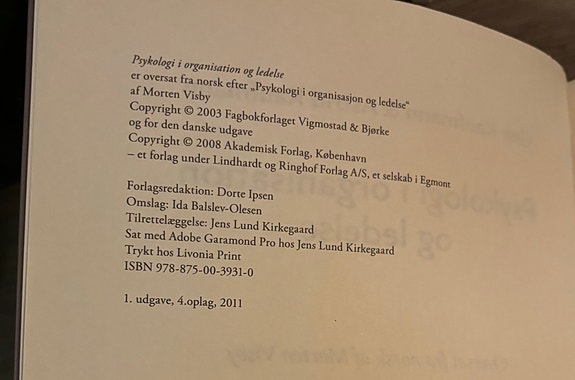 Psykologi i organisation og ledelse
er oversat fra norsk efter „Psykologi i organisasjon og ledelse“
af Morten Visby
Copyright © 2003 Fagbokforlaget Vigmostad & Bjørke
og for den danske udgave
Copyright © 2008 Akademisk Forlag, København
– et forlag under Lindhardt og Ringhof Forlag A/S, et selskab i Egmont
Forlagsredaktion: Dorte Ipsen
Omslag: Ida Balslev-Olesen
Tilrettelæggelse: Jens Lund Kirkegaard
Sat med Adobe Garamond Pro hos Jens Lund Kirkegaard
Trykt hos Livonia Print
ISBN 978-875-00-3931-0
1. udgave, 4.oplag, 2011